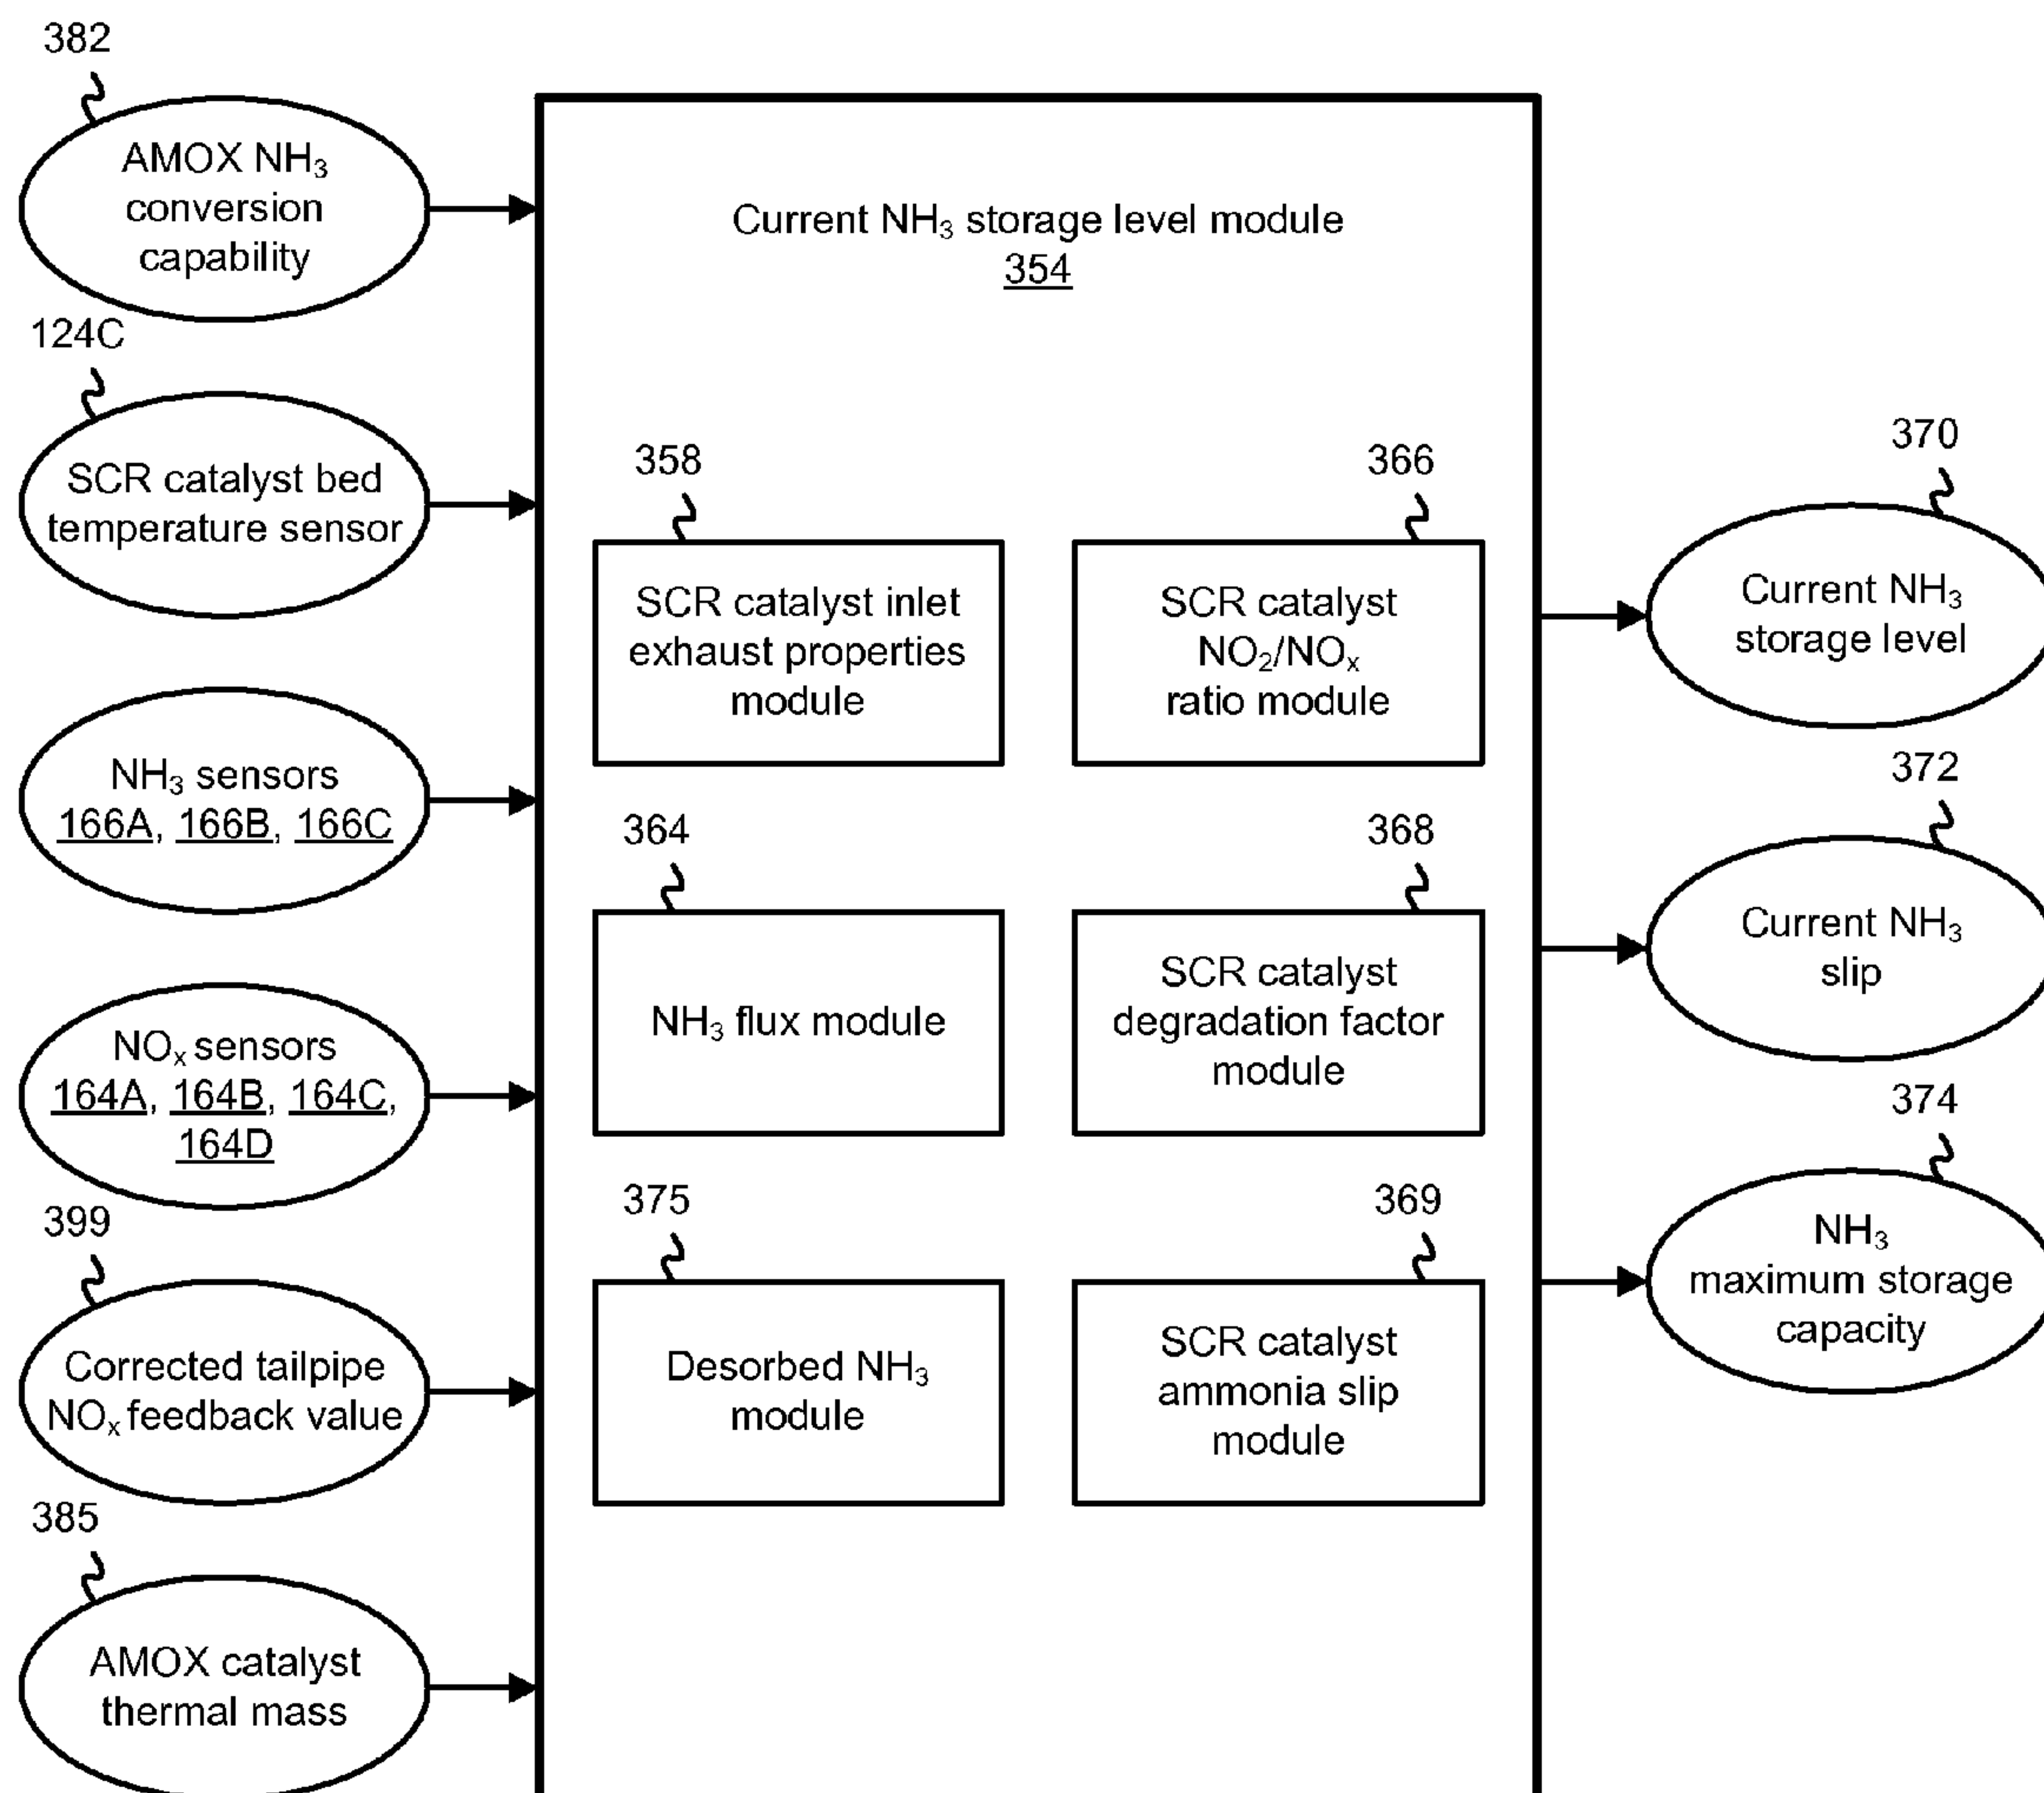 382
AMOX NH₃
conversion
capability
124C
SCR catalyst bed
temperature sensor
NH₃ sensors
166A, 166B, 166C
NOₓ sensors
164A, 164B, 164C,
164D
399
Corrected tailpipe
NOₓ feedback value
385
AMOX catalyst
thermal mass
Current NH₃ storage level module
354
358
SCR catalyst inlet
exhaust properties
module
366
SCR catalyst
NO₂/NOₓ
ratio module
364
NH₃ flux module
368
SCR catalyst
degradation factor
module
375
Desorbed NH₃
module
369
SCR catalyst
ammonia slip
module
370
Current NH₃
storage level
372
Current NH₃
slip
374
NH₃
maximum storage
capacity